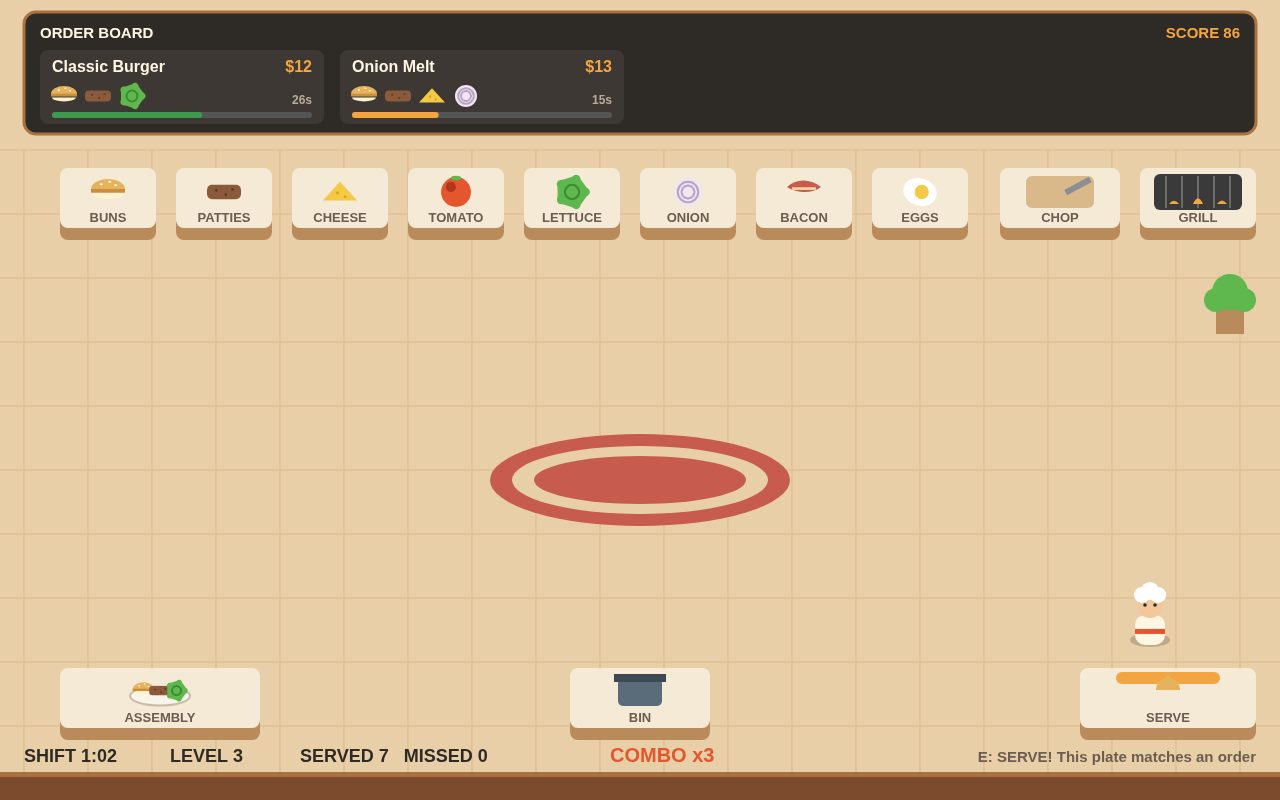 ORDER BOARD
SCORE 86
Classic Burger $12
26s
Onion Melt $13
15s
BUNS
PATTIES
CHEESE
TOMATO
LETTUCE
ONION
BACON
EGGS
CHOP
GRILL
ASSEMBLY
BIN
SERVE
SHIFT 1:02
LEVEL 3
SERVED 7
MISSED 0
COMBO x3
E: SERVE! This plate matches an order